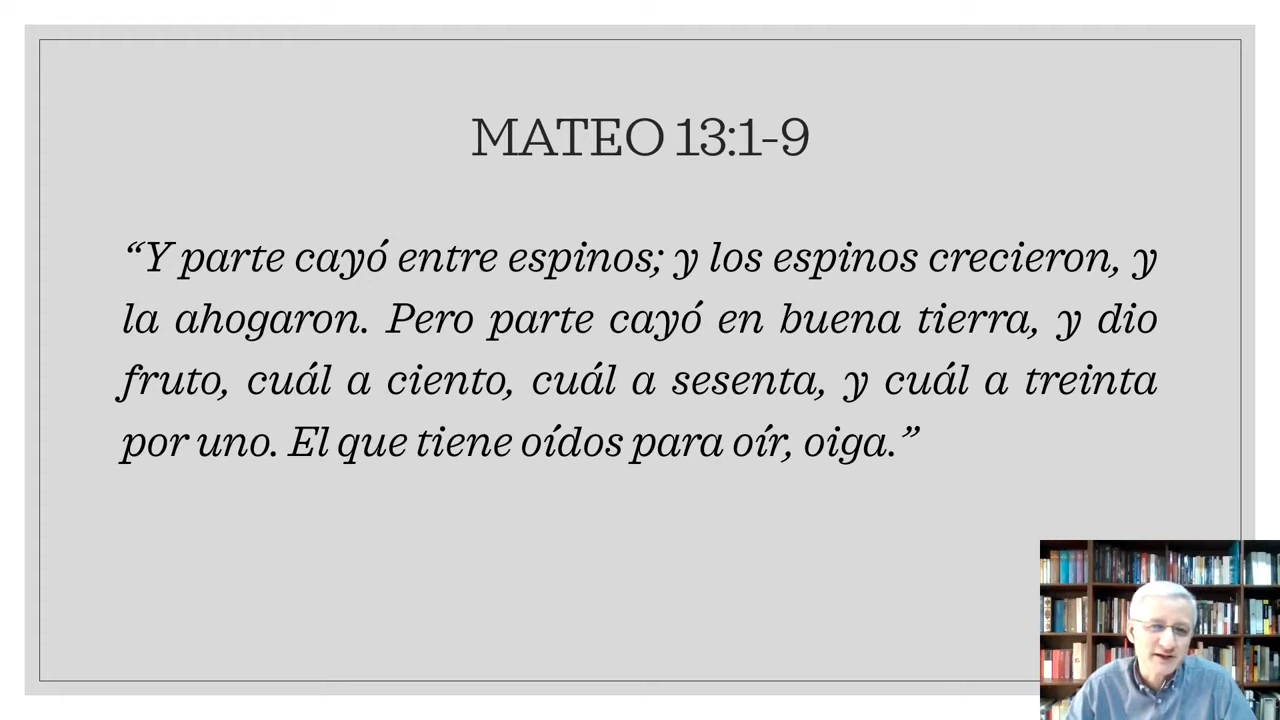 MATEO 13:1-9
“Y parte cayó entre espinos; y los espinos crecieron, y
la ahogaron. Pero parte cayó en buena tierra, y dio
fruto, cuál a ciento, cuál a sesenta, y cuál a treinta
por uno. El que tiene oídos para oír, oiga.”